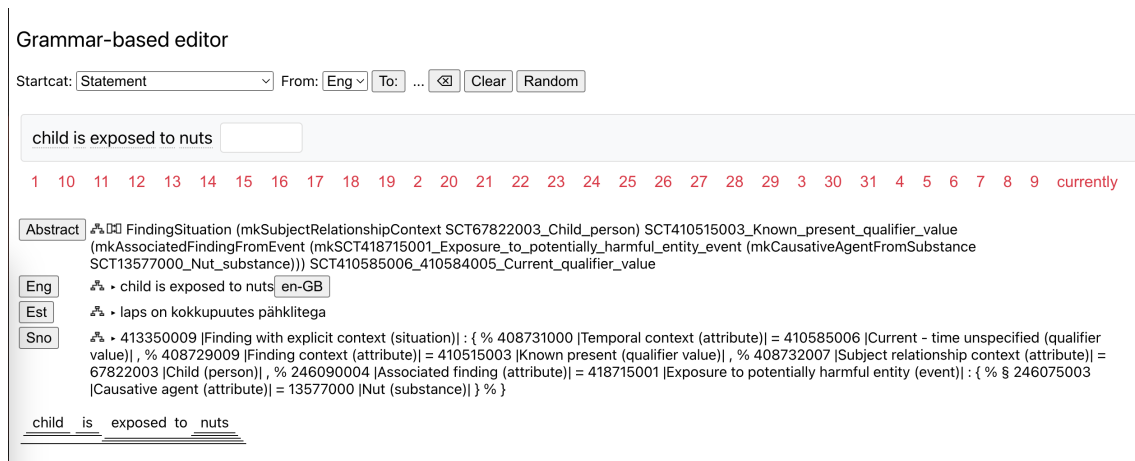 Grammar-based editor
Startcat: Statement From: Eng To: ... ⌫ Clear Random
child is exposed to nuts
1 10 11 12 13 14 15 16 17 18 19 2 20 21 22 23 24 25 26 27 28 29 3 30 31 4 5 6 7 8 9 currently
Abstract FindingSituation (mkSubjectRelationshipContext SCT67822003_Child_person) SCT410515003_Known_present_qualifier_value
(mkAssociatedFindingFromEvent (mkSCT418715001_Exposure_to_potentially_harmful_entity_event (mkCausativeAgentFromSubstance
SCT13577000_Nut_substance))) SCT410585006_410584005_Current_qualifier_value
Eng ‣ child is exposed to nuts en-GB
Est ‣ laps on kokkupuutes pähklitega
Sno ‣ 413350009 |Finding with explicit context (situation)| : { % 408731000 |Temporal context (attribute)| = 410585006 |Current - time unspecified (qualifier
value)| , % 408729009 |Finding context (attribute)| = 410515003 |Known present (qualifier value)| , % 408732007 |Subject relationship context (attribute)| =
67822003 |Child (person)| , % 246090004 |Associated finding (attribute)| = 418715001 |Exposure to potentially harmful entity (event)| : { % § 246075003
|Causative agent (attribute)| = 13577000 |Nut (substance)| } % }
child is exposed to nuts